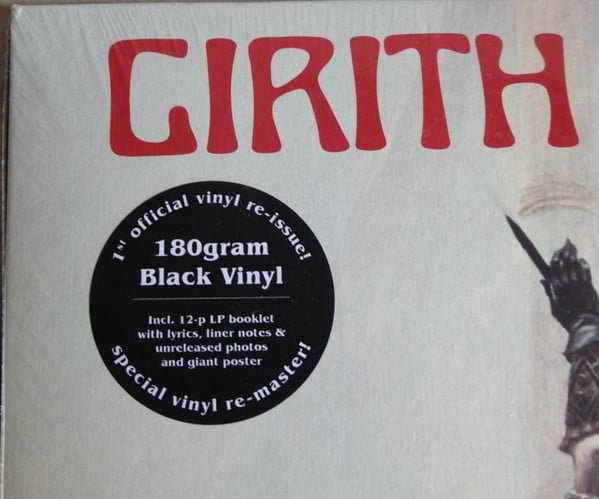 CIRITH
1st official vinyl re-issue!
180gram
Black Vinyl
Incl. 12-p LP booklet
with lyrics, liner notes &
unreleased photos
and giant poster
special vinyl re-master!